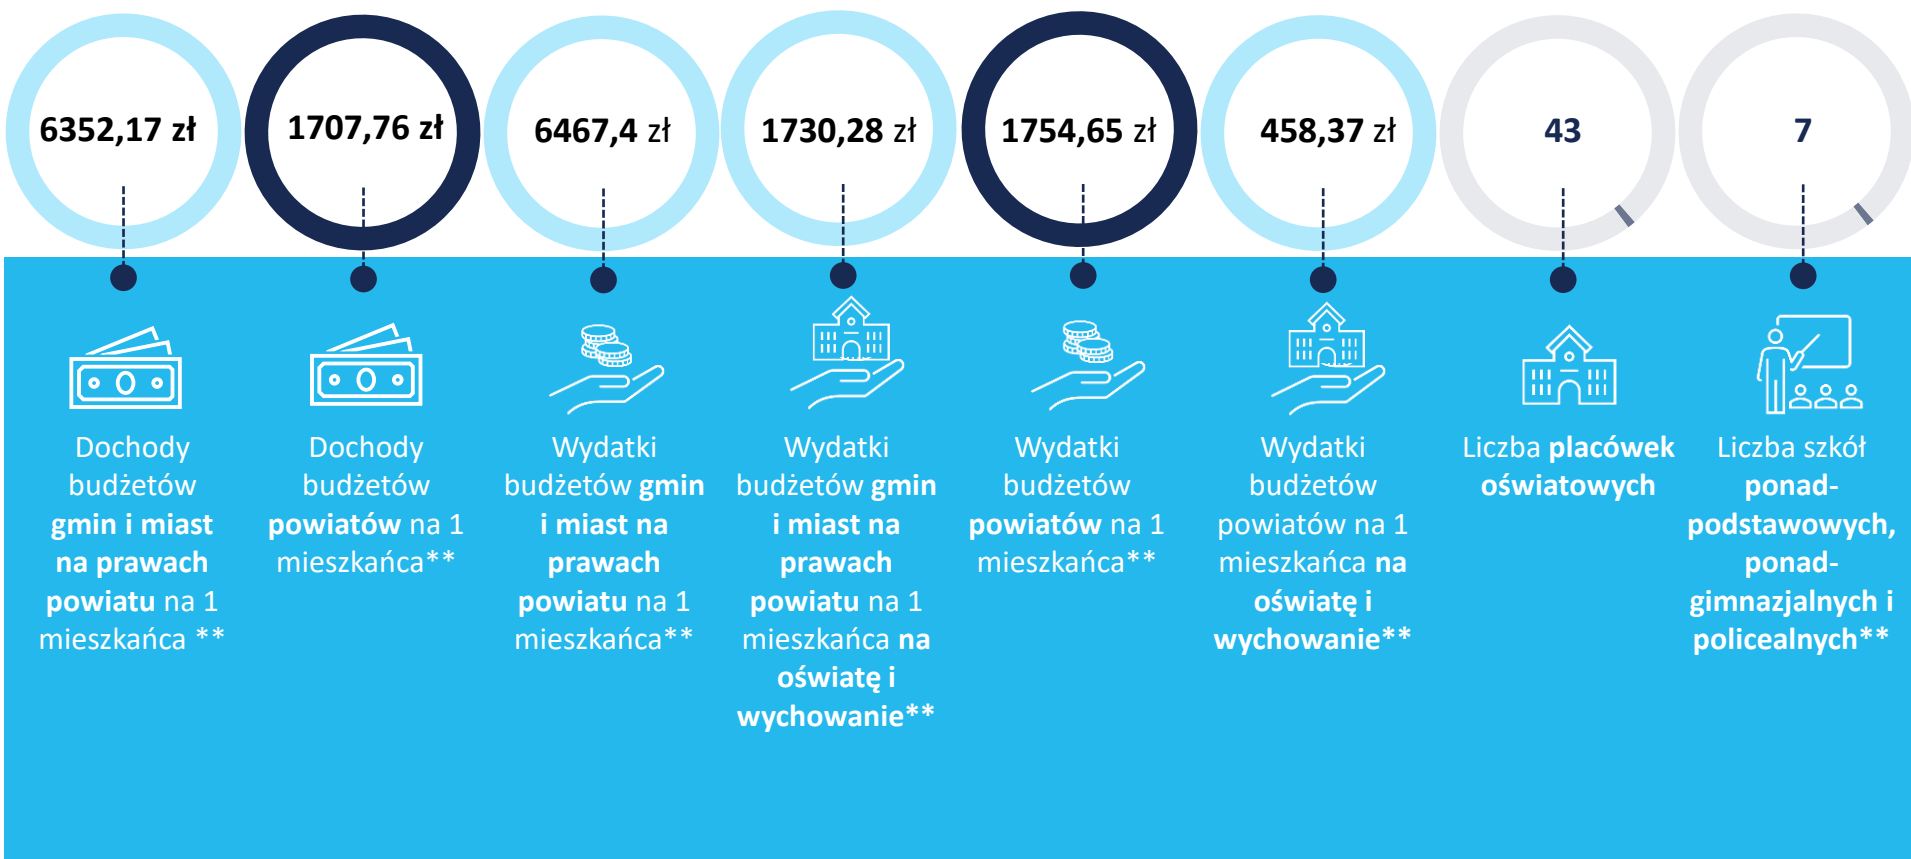 6352,17 zł
1707,76 zł
6467,4 zł
1730,28 zł
1754,65 zł
458,37 zł
43
7
Dochody
budżetów
gmin i miast
na prawach
powiatu na 1
mieszkańca **
Dochody
budżetów
powiatów na 1
mieszkańca**
Wydatki
budżetów gmin
i miast na
prawach
powiatu na 1
mieszkańca**
Wydatki
budżetów gmin
i miast na
prawach
powiatu na 1
mieszkańca na
oświatę i
wychowanie**
Wydatki
budżetów
powiatów na 1
mieszkańca**
Wydatki
budżetów
powiatów na 1
mieszkańca na
oświatę i
wychowanie**
Liczba placówek
oświatowych
Liczba szkół
ponad-
podstawowych,
ponad-
gimnazjalnych i
policealnych**